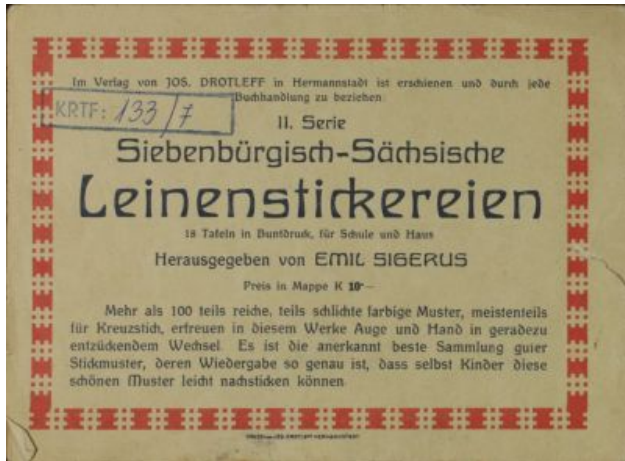 Im Verlag von JOS. DROTLEFF in Hermannstadt ist erschienen und durch jede
Buchhandlung zu beziehen:
KRTF: 133/7
II. Serie
Siebenbürgisch-Sächsische
Leinenstickereien
18 Tafeln in Buntdruck, für Schule und Haus
Herausgegeben von EMIL SIGERUS
Preis in Mappe K 10·—
Mehr als 100 teils reiche, teils schlichte farbige Muster, meistenteils
für Kreuzstich, erfreuen in diesem Werke Auge und Hand in geradezu
entzückendem Wechsel. Es ist die anerkannt beste Sammlung guter
Stickmuster, deren Wiedergabe so genau ist, dass selbst Kinder diese
schönen Muster leicht nachsticken können.
JOS. DROTLEFF HERMANNSTADT